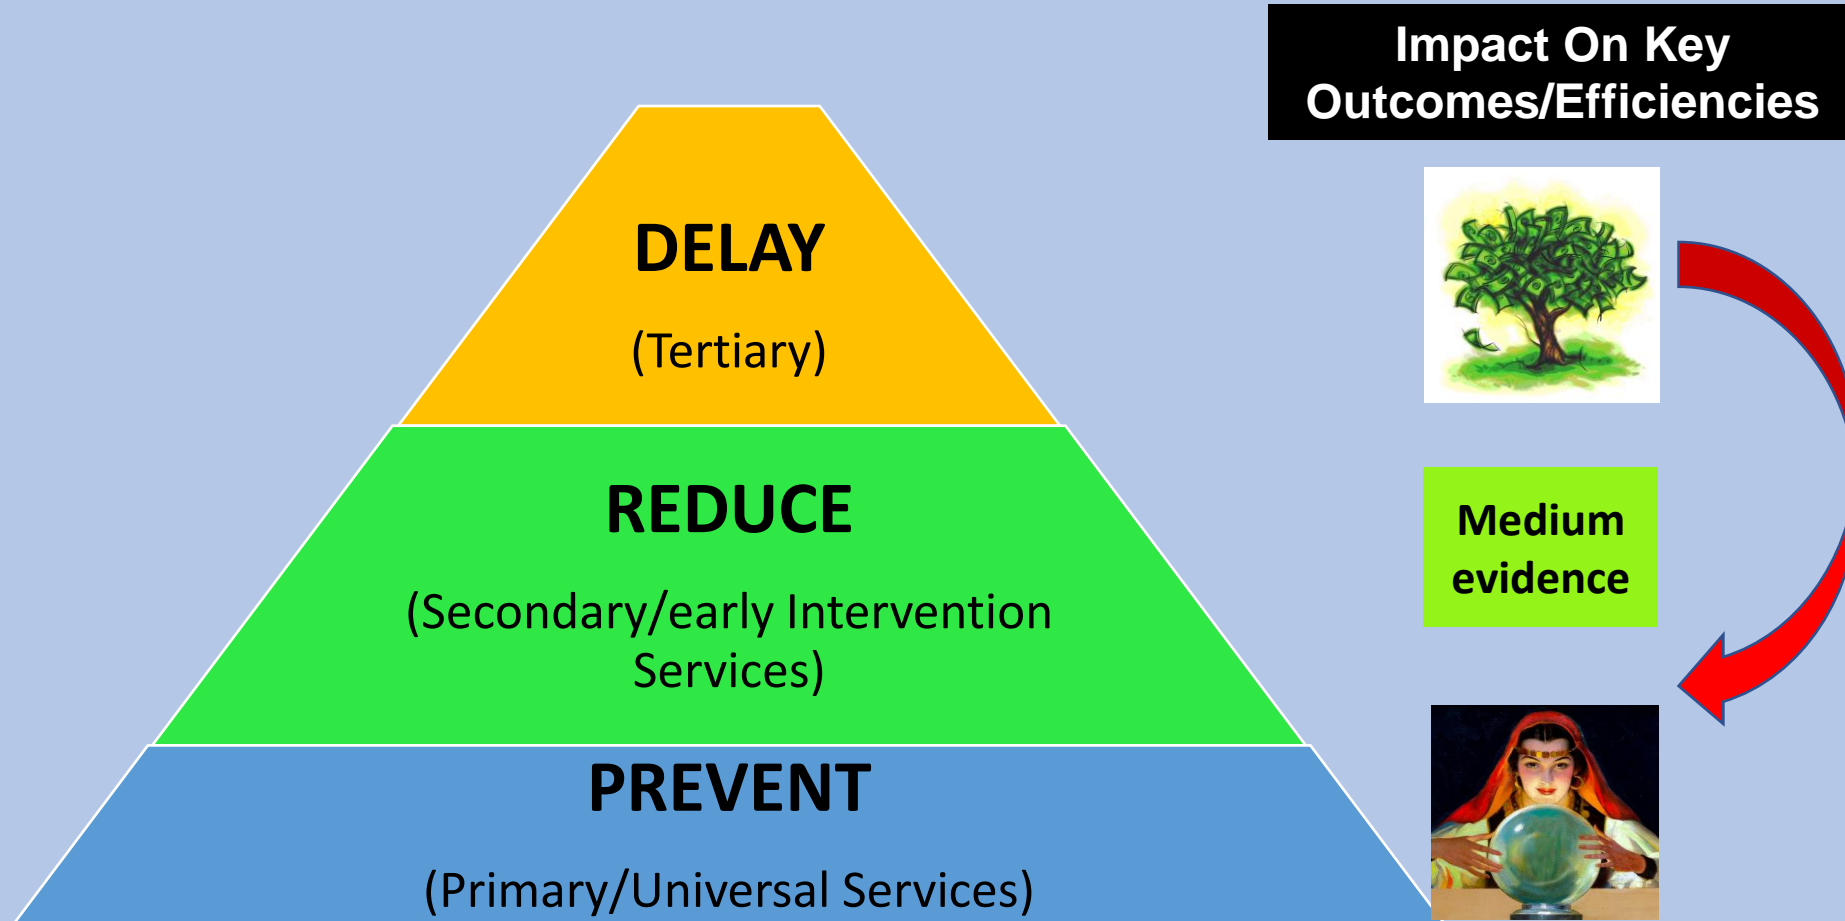 Impact On Key
Outcomes/Efficiencies
DELAY
(Tertiary)
REDUCE
(Secondary/early Intervention
Services)
Medium
evidence
PREVENT
(Primary/Universal Services)